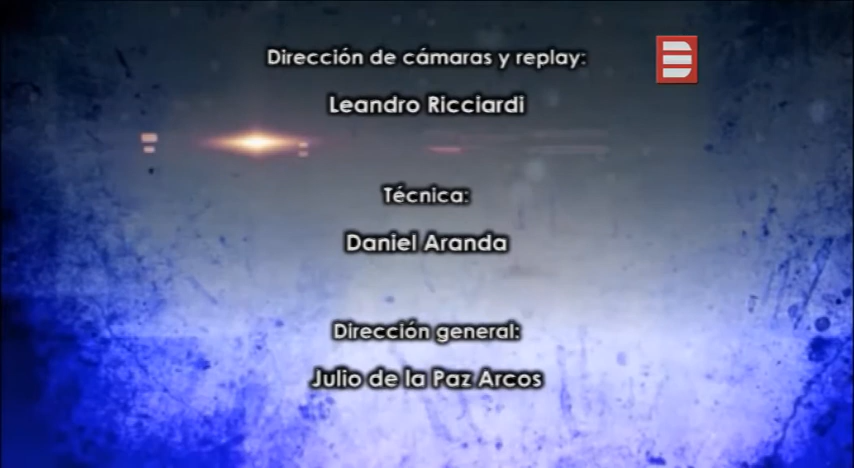 Dirección de cámaras y replay:
Leandro Ricciardi
Técnica:
Daniel Aranda
Dirección general:
Julio de la Paz Arcos